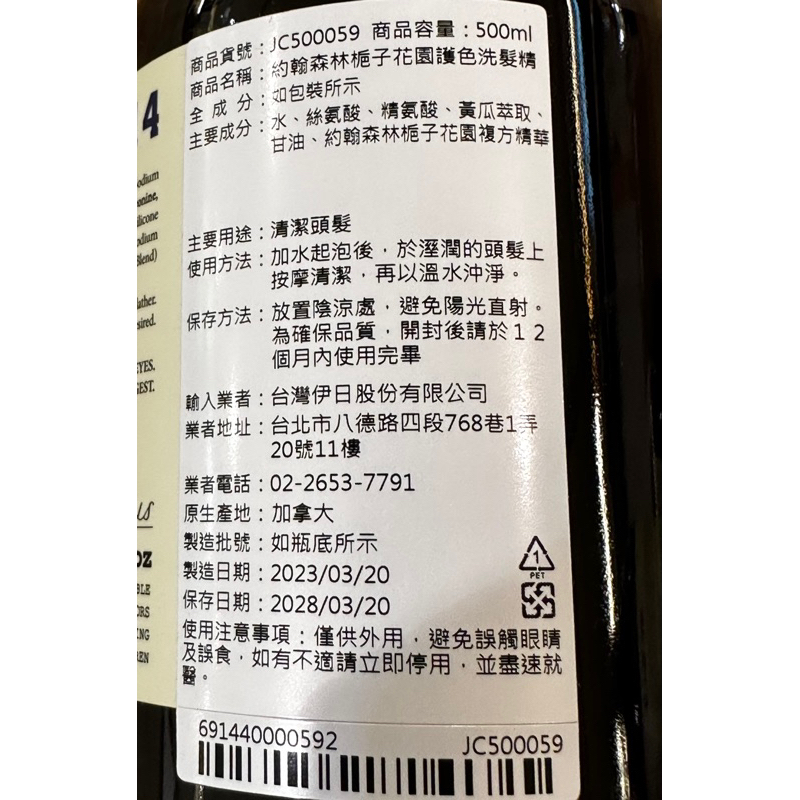 商品貨號：JC500059 商品容量：500ml
商品名稱：約翰森林梔子花園護色洗髮精
全 成 分：如包裝所示
主要成分：水、絲氨酸、精氨酸、黃瓜萃取、
甘油、約翰森林梔子花園複方精華
主要用途：清潔頭髮
使用方法：加水起泡後，於溼潤的頭髮上
按摩清潔，再以溫水沖淨。
保存方法：放置陰涼處，避免陽光直射。
為確保品質，開封後請於12
個月內使用完畢
輸入業者：台灣伊日股份有限公司
業者地址：台北市八德路四段768巷1弄
20號11樓
業者電話：02-2653-7791
原生產地：加拿大
製造批號：如瓶底所示
製造日期：2023/03/20
保存日期：2028/03/20
使用注意事項：僅供外用，避免誤觸眼睛
及誤食，如有不適請立即停用，並盡速就
醫。
1
PET
691440000592 JC500059
4
licone
Blend)
ather.
sired.
OZ